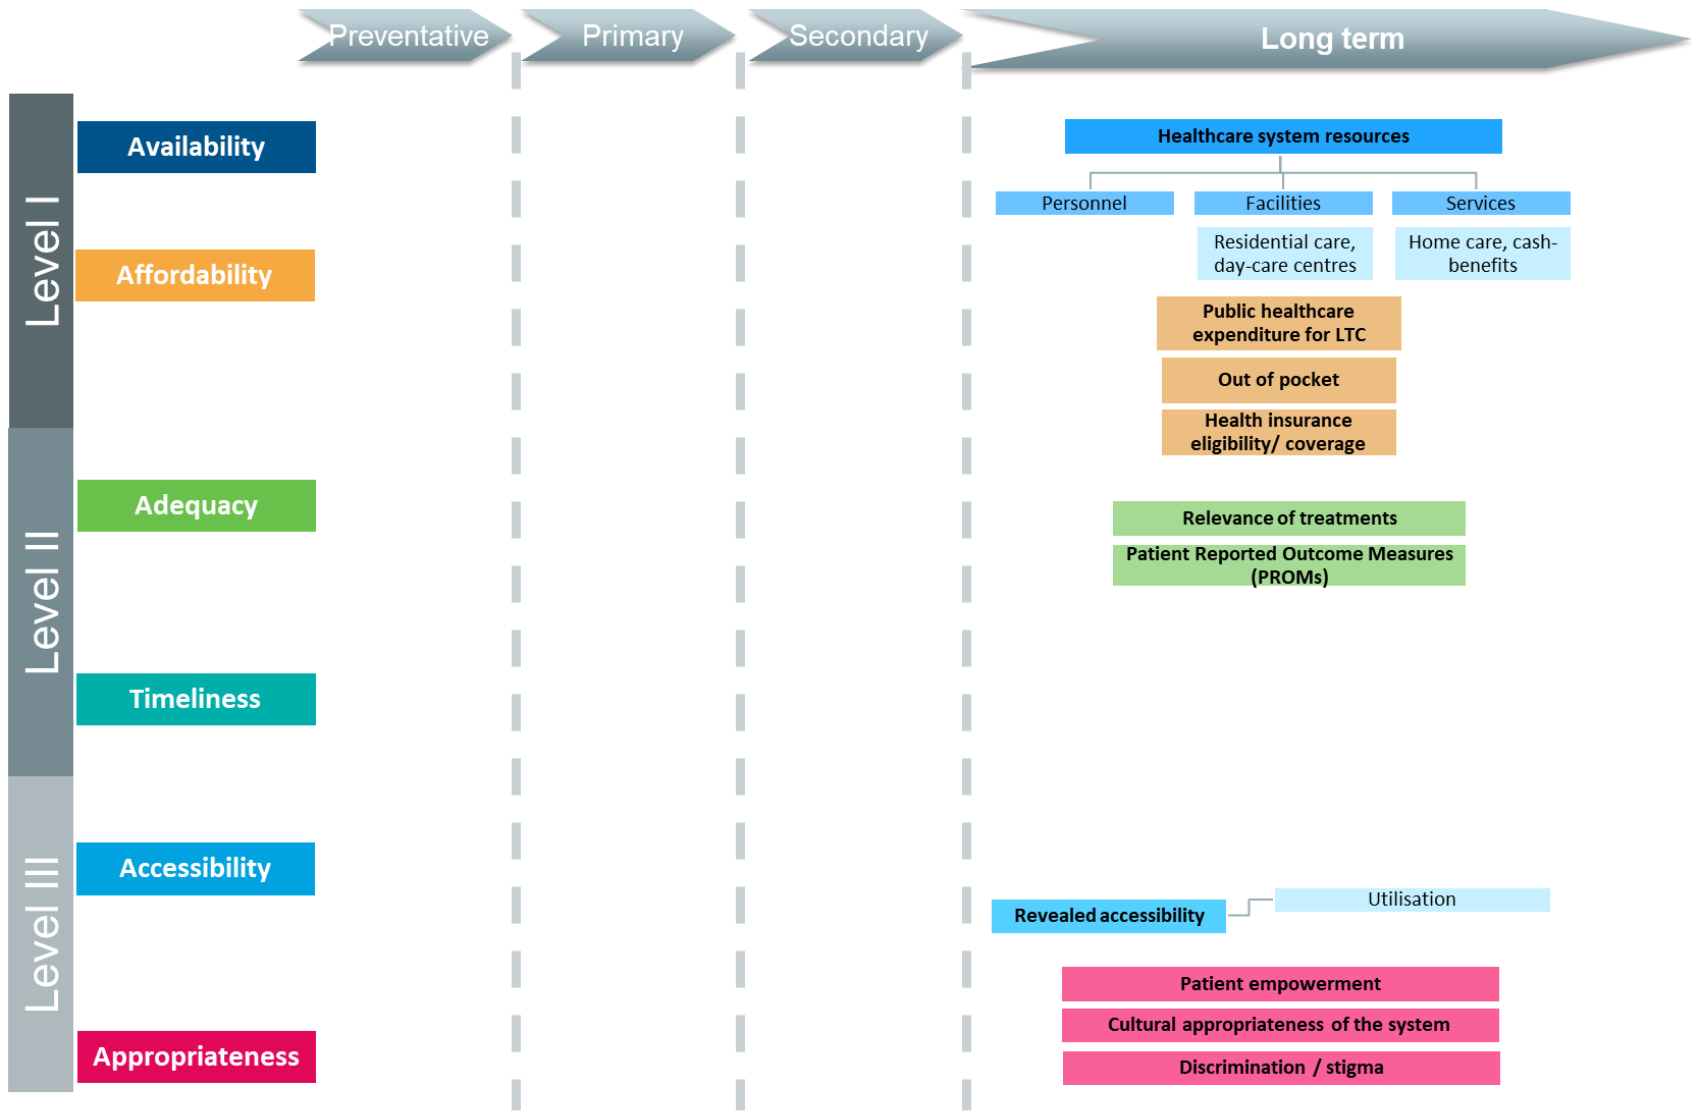 Preventative
Primary
Secondary
Long term
Level I
Availability
Healthcare system resources
Personnel
Facilities
Services
Residential care,
day-care centres
Home care, cash-
benefits
Affordability
Public healthcare
expenditure for LTC
Out of pocket
Health insurance
eligibility/ coverage
Level II
Adequacy
Relevance of treatments
Patient Reported Outcome Measures
(PROMs)
Timeliness
Level III
Accessibility
Revealed accessibility
Utilisation
Appropriateness
Patient empowerment
Cultural appropriateness of the system
Discrimination / stigma